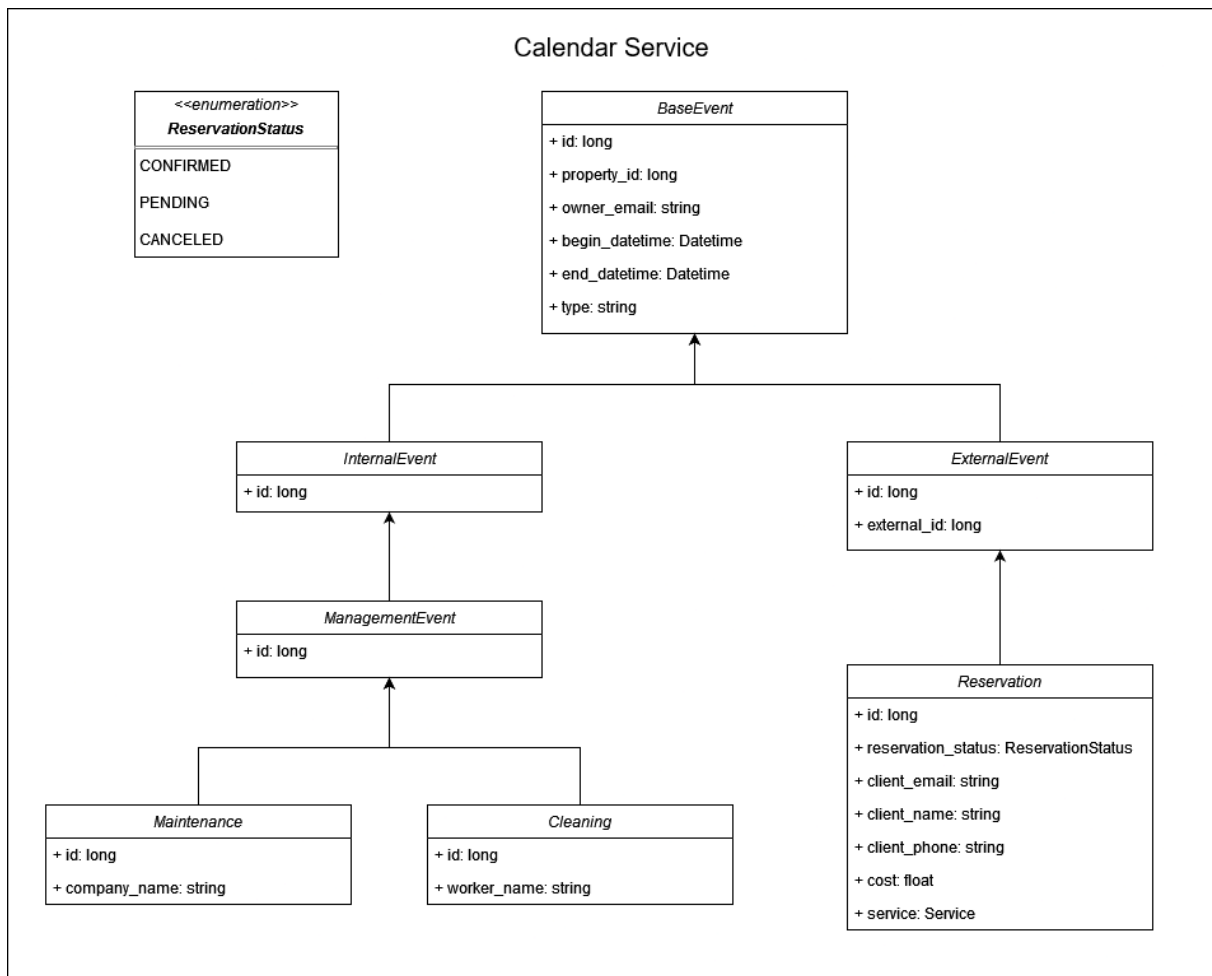 Calendar Service
<<enumeration>>
ReservationStatus
CONFIRMED
PENDING
CANCELED
BaseEvent
+ id: long
+ property_id: long
+ owner_email: string
+ begin_datetime: Datetime
+ end_datetime: Datetime
+ type: string
InternalEvent
+ id: long
ExternalEvent
+ id: long
+ external_id: long
ManagementEvent
+ id: long
Reservation
+ id: long
+ reservation_status: ReservationStatus
+ client_email: string
+ client_name: string
+ client_phone: string
+ cost: float
+ service: Service
Maintenance
+ id: long
+ company_name: string
Cleaning
+ id: long
+ worker_name: string